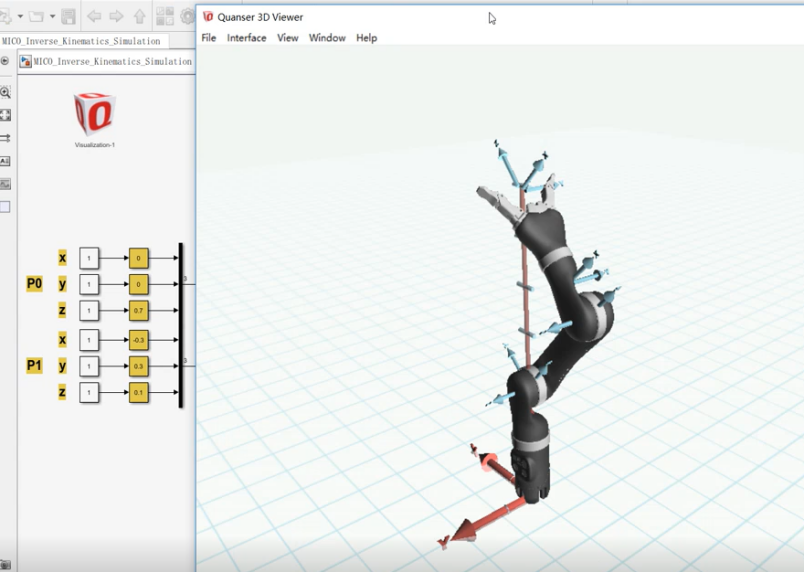 Quanser 3D Viewer
File Interface View Window Help
MICO_Inverse_Kinematics_Simulation
MICO_Inverse_Kinematics_Simulation
Q
Visualization-1
x 1 0
P0 y 1 0 3
z 1 0.7
x 1 -0.3
P1 y 1 0.3 3
z 1 0.1